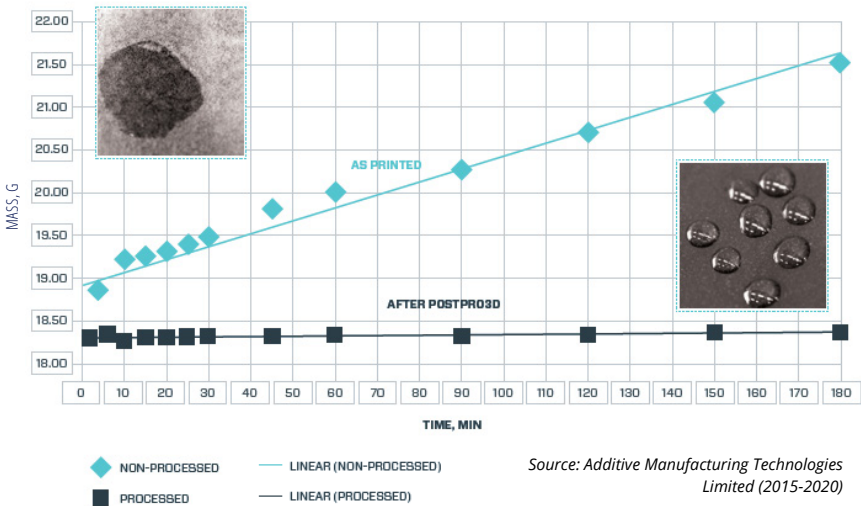 22.00
21.50
21.00
20.50
20.00
19.50
19.00
18.50
18.00
MASS, G
AS PRINTED
AFTER POSTPRO3D
0 10 20 30 40 50 60 70 80 90 100 110 120 130 140 150 160 170 180
TIME, MIN
NON-PROCESSED
LINEAR (NON-PROCESSED)
PROCESSED
LINEAR (PROCESSED)
Source: Additive Manufacturing Technologies
Limited (2015-2020)